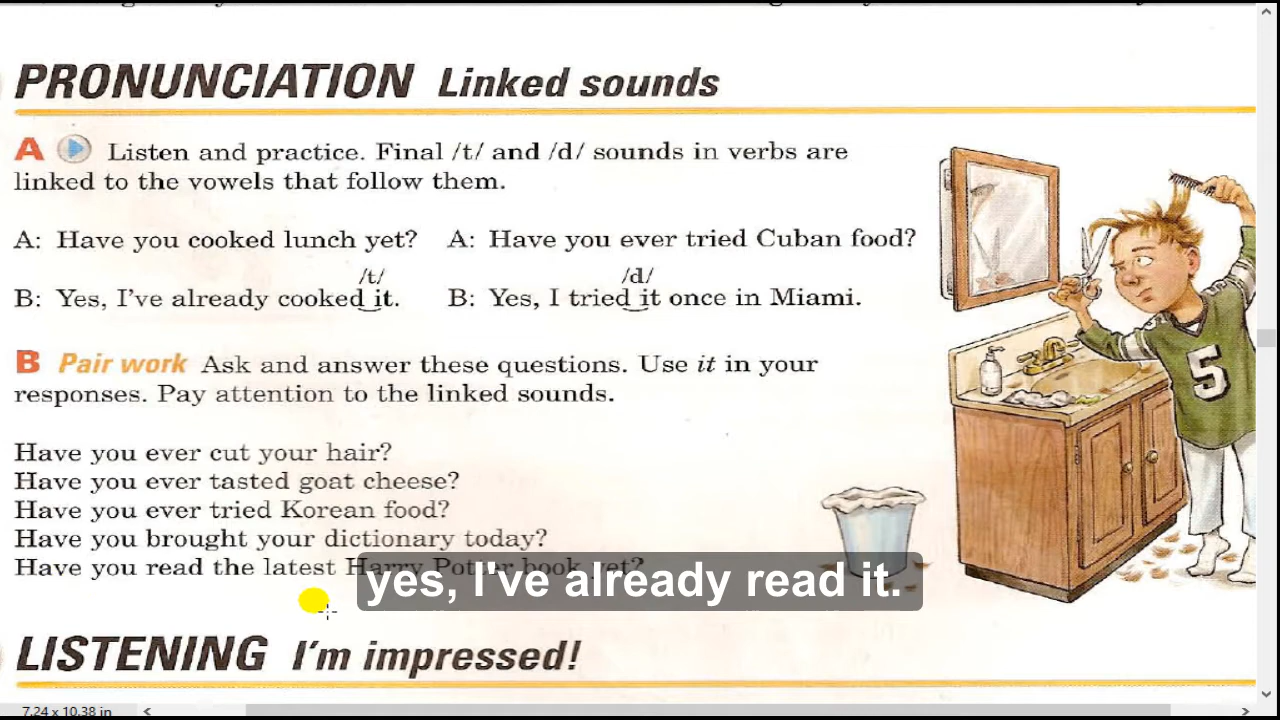 PRONUNCIATION Linked sounds
A Listen and practice. Final /t/ and /d/ sounds in verbs are
linked to the vowels that follow them.
A: Have you cooked lunch yet?
/t/
B: Yes, I've already cooked it.
A: Have you ever tried Cuban food?
/d/
B: Yes, I tried it once in Miami.
B Pair work Ask and answer these questions. Use it in your
responses. Pay attention to the linked sounds.
Have you ever cut your hair?
Have you ever tasted goat cheese?
Have you ever tried Korean food?
Have you brought your dictionary today?
Have you read the latest Harry Potter book yet?
yes, I've already read it.
5
LISTENING I'm impressed!
7.24 x 10.38 in